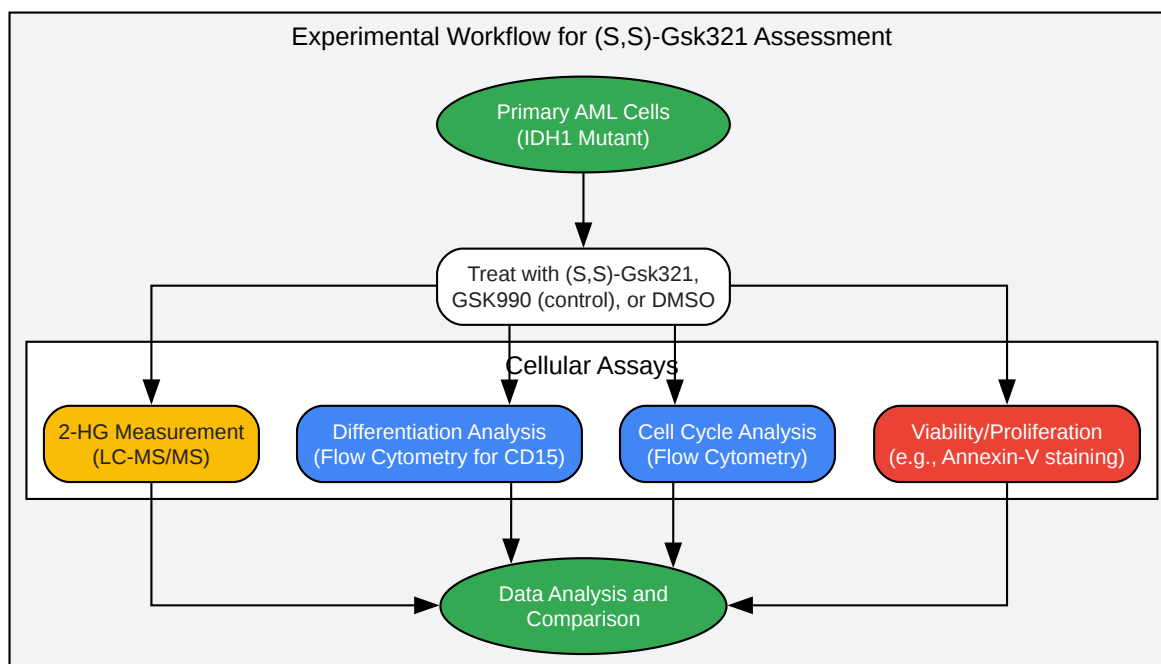 Experimental Workflow for (S,S)-Gsk321 Assessment
Primary AML Cells
(IDH1 Mutant)
Treat with (S,S)-Gsk321,
GSK990 (control), or DMSO
Cellular Assays
2-HG Measurement
(LC-MS/MS)
Differentiation Analysis
(Flow Cytometry for CD15)
Cell Cycle Analysis
(Flow Cytometry)
Viability/Proliferation
(e.g., Annexin-V staining)
Data Analysis and
Comparison